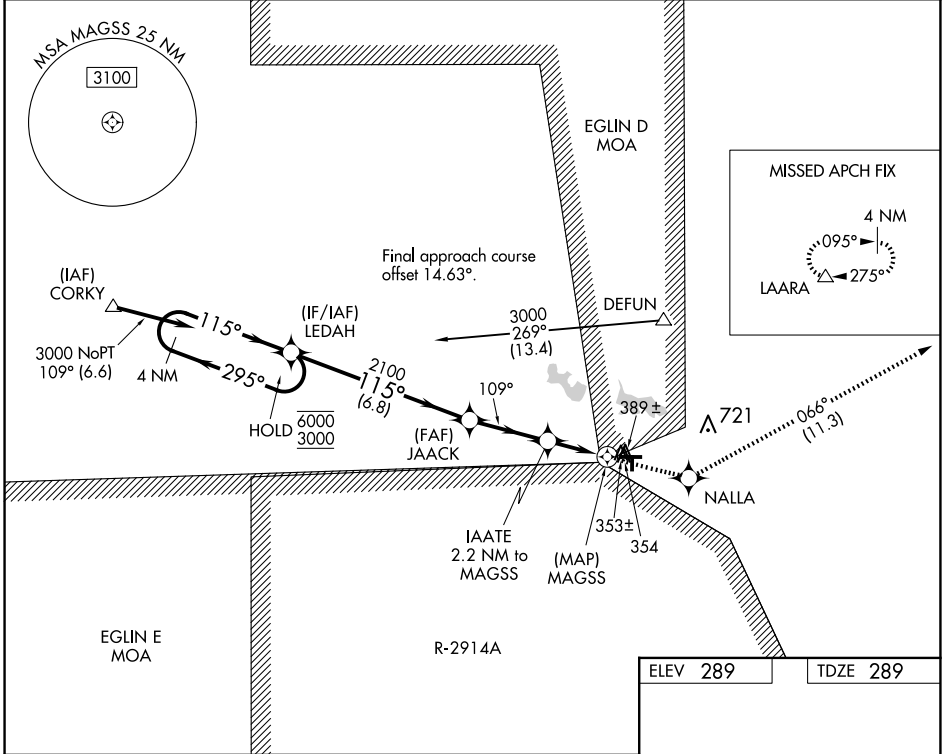 MSA MAGSS 25 NM
3100
EGLIN D
MOA
MISSED APCH FIX
4 NM
095°
275°
LAARA
Final approach course
offset 14.63°.
(IAF)
CORKY
(IF/IAF)
LEDAH
115°
3000 NoPT
109° (6.6)
4 NM
295°
HOLD
6000
3000
2100
115°
(6.8)
109°
3000
269°
(13.4)
DEFUN
389 ±
721
066°
(11.3)
(FAF)
JAACK
NALLA
IAATE
2.2 NM to
MAGSS
(MAP)
MAGSS
353±
354
EGLIN E
MOA
R-2914A
ELEV 289
TDZE 289